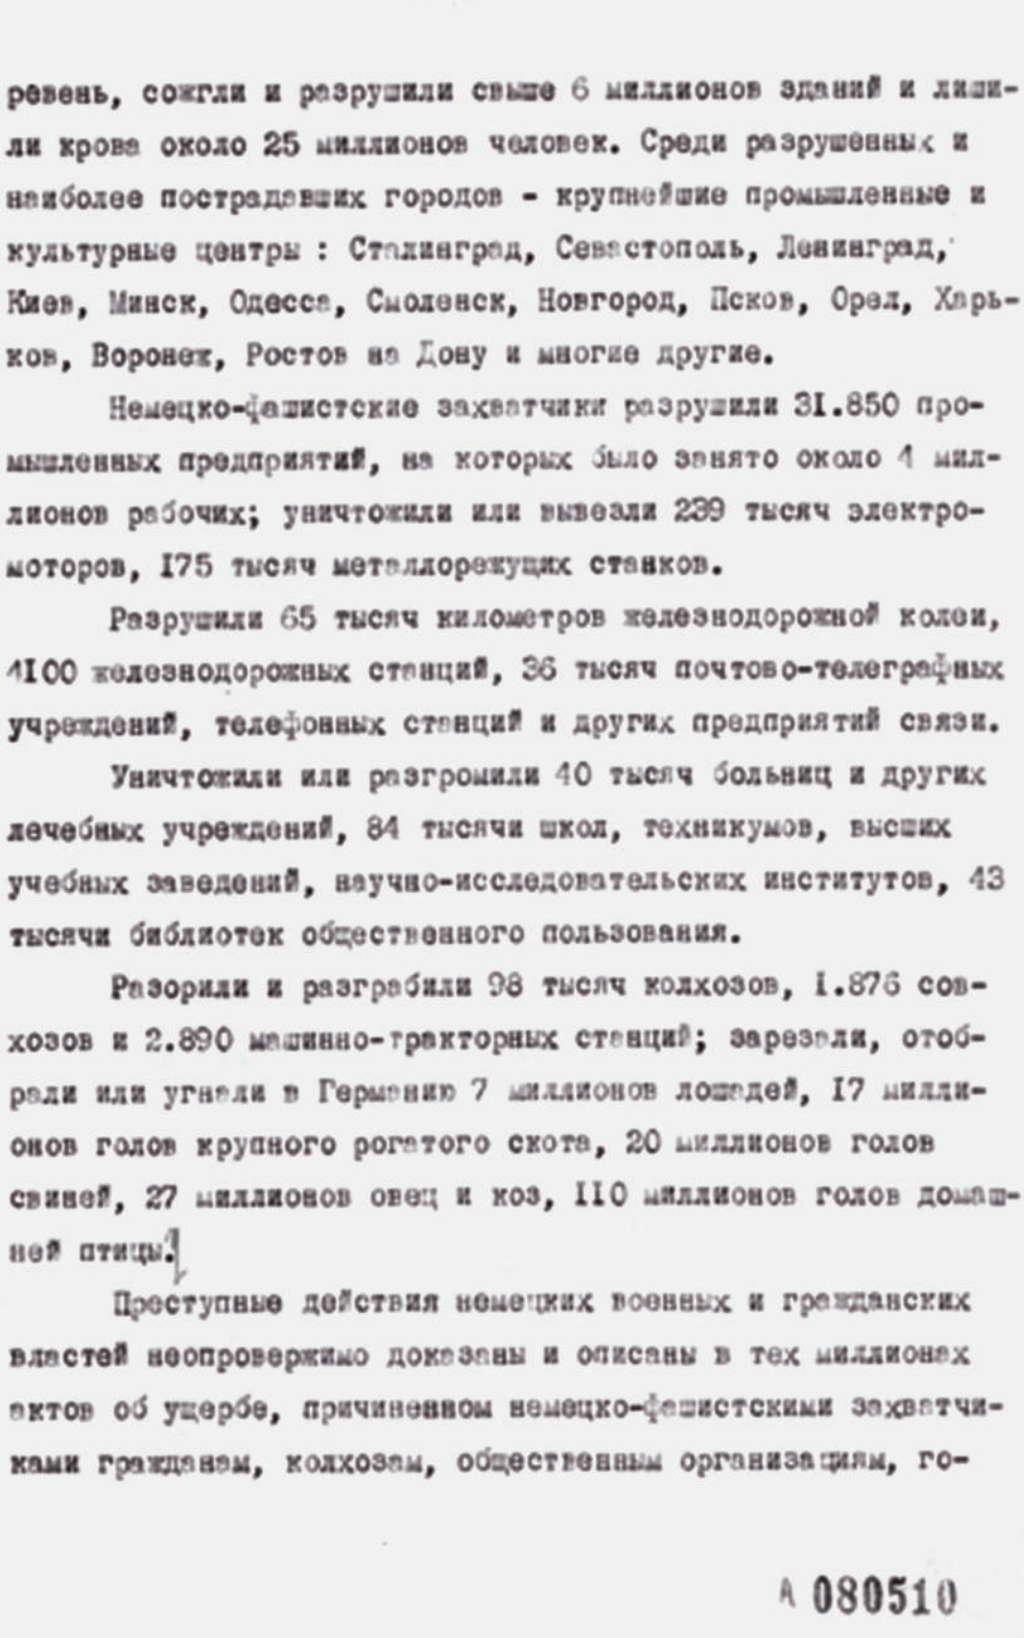 ревень, сожгли и разрушили свыше 6 миллионов зданий и лиши-
ли крова около 25 миллионов человек. Среди разрушенных и
наиболее пострадавших городов - крупнейшие промышленные и
культурные центры : Сталинград, Севастополь, Ленинград,
Киев, Минск, Одесса, Смоленск, Новгород, Псков, Орел, Харь-
ков, Воронеж, Ростов на Дону и многие другие.
Немецко-фашистские захватчики разрушили 31.850 про-
мышленных предприятий, на которых было занято около 4 мил-
лионов рабочих; уничтожили или вывезли 239 тысяч электро-
моторов, 175 тысяч металлорежущих станков.
Разрушили 65 тысяч километров железнодорожной колеи,
4100 железнодорожных станций, 36 тысяч почтово-телеграфных
учреждений, телефонных станций и других предприятий связи.
Уничтожили или разгромили 40 тысяч больниц и других
лечебных учреждений, 84 тысячи школ, техникумов, высших
учебных заведений, научно-исследовательских институтов, 43
тысячи библиотек общественного пользования.
Разорили и разграбили 98 тысяч колхозов, 1.876 сов-
хозов и 2.890 машинно-тракторных станций; зарезали, отоб-
рали или угнали в Германию 7 миллионов лошадей, 17 милли-
онов голов крупного рогатого скота, 20 миллионов голов
свиней, 27 миллионов овец и коз, 110 миллионов голов домаш-
ней птицы.
Преступные действия немецких военных и гражданских
властей неопровержимо доказаны и описаны в тех миллионах
актов об ущербе, причиненном немецко-фашистскими захватчи-
ками гражданам, колхозам, общественным организациям, го-
А 080510